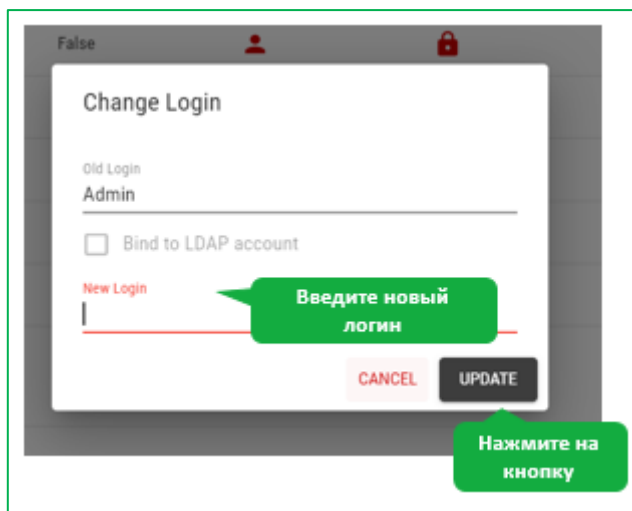 False
Change Login
Old Login
Admin
Bind to LDAP account
New Login
Введите новый
логин
CANCEL
UPDATE
Нажмите на
кнопку